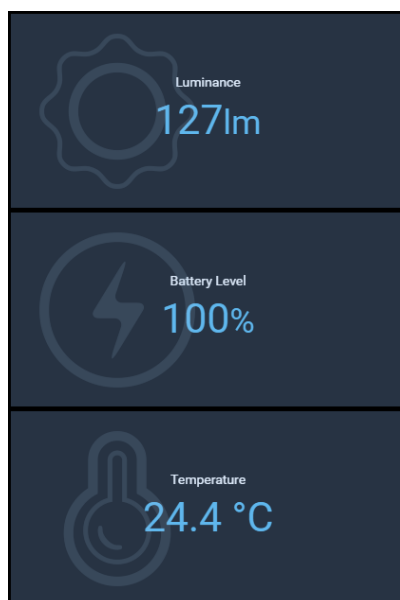 Luminance
127lm
Battery Level
100%
Temperature
24.4 °C